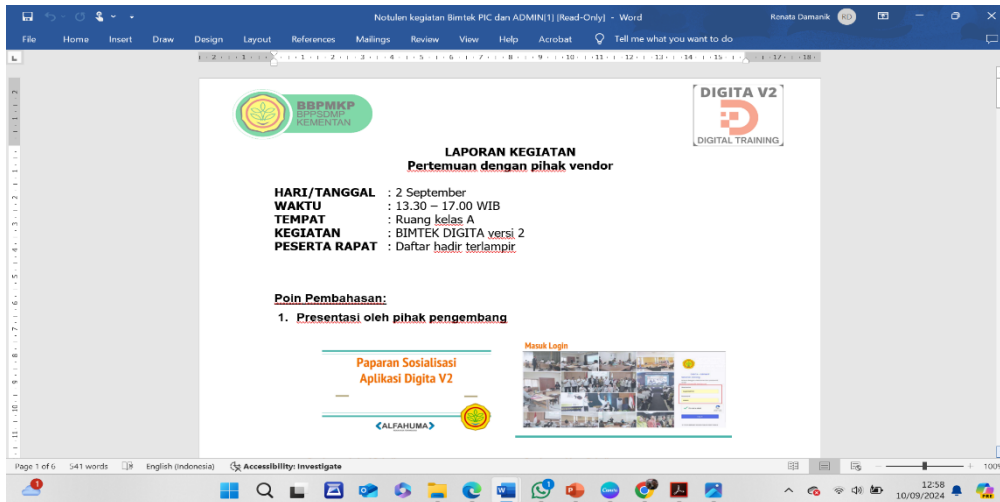 Notulen kegiatan Bimtek PIC dan ADMIN[1] [Read-Only] - Word
Renata Damanik
RD
File Home Insert Draw Design Layout References Mailings Review View Help Acrobat Tell me what you want to do
BBPMKP
BPPSDMP
KEMENTAN
DIGITA V2
DIGITAL TRAINING
LAPORAN KEGIATAN
Pertemuan dengan pihak vendor
HARI/TANGGAL : 2 September
WAKTU : 13.30 – 17.00 WIB
TEMPAT : Ruang kelas A
KEGIATAN : BIMTEK DIGITA versi 2
PESERTA RAPAT : Daftar hadir terlampir
Poin Pembahasan:
1. Presentasi oleh pihak pengembang
Paparan Sosialisasi
Aplikasi Digita V2
ALFAHUMA
Masuk Login
Page 1 of 6 541 words English (Indonesia) Accessibility: Investigate
100%
12:58
10/09/2024